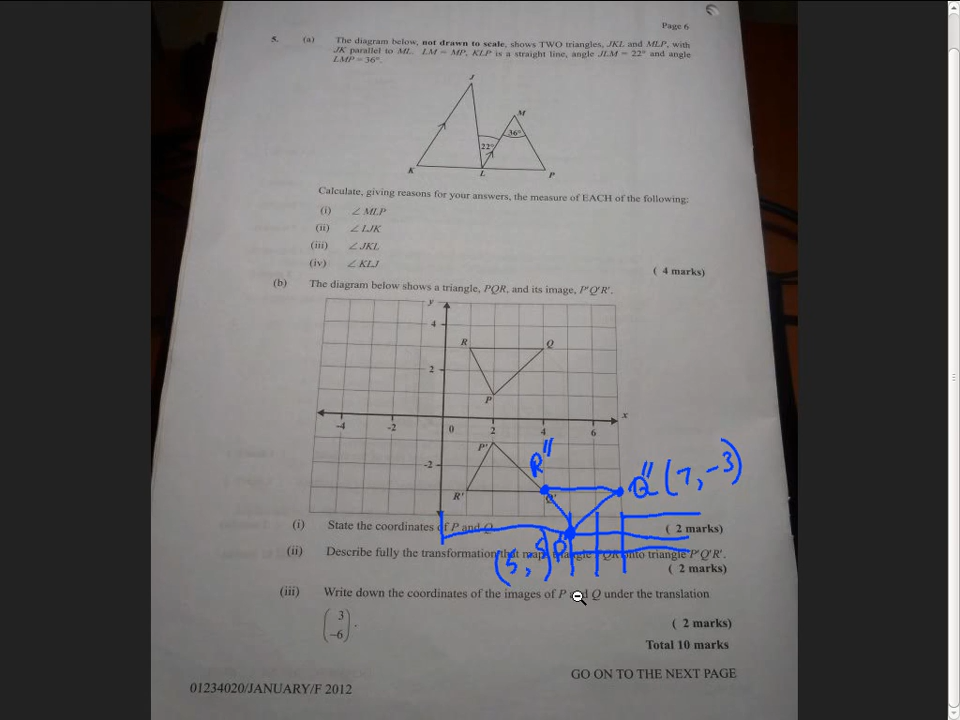 Page 6
5. (a) The diagram below, not drawn to scale, shows TWO triangles, JKL and MLP, with
JK parallel to ML. LM = MP, KLP is a straight line, angle JLM = 22° and angle
LMP = 36°.
J
M
36°
22°
K L P
Calculate, giving reasons for your answers, the measure of EACH of the following:
(i) ∠ MLP
(ii) ∠ LJK
(iii) ∠ JKL
(iv) ∠ KLJ
( 4 marks)
(b) The diagram below shows a triangle, PQR, and its image, P'Q'R'.
y
4
R Q
2
P
x
-4 -2 0 2 4 6
P'
R"
-2
Q" (7, -3)
R' Q'
(i) State the coordinates of P and Q. ( 2 marks)
P"
(ii) Describe fully the transformation that maps triangle PQR onto triangle P'Q'R'.
( 2 marks)
(iii) Write down the coordinates of the images of P and Q under the translation
3
-6 .
( 2 marks)
Total 10 marks
GO ON TO THE NEXT PAGE
01234020/JANUARY/F 2012